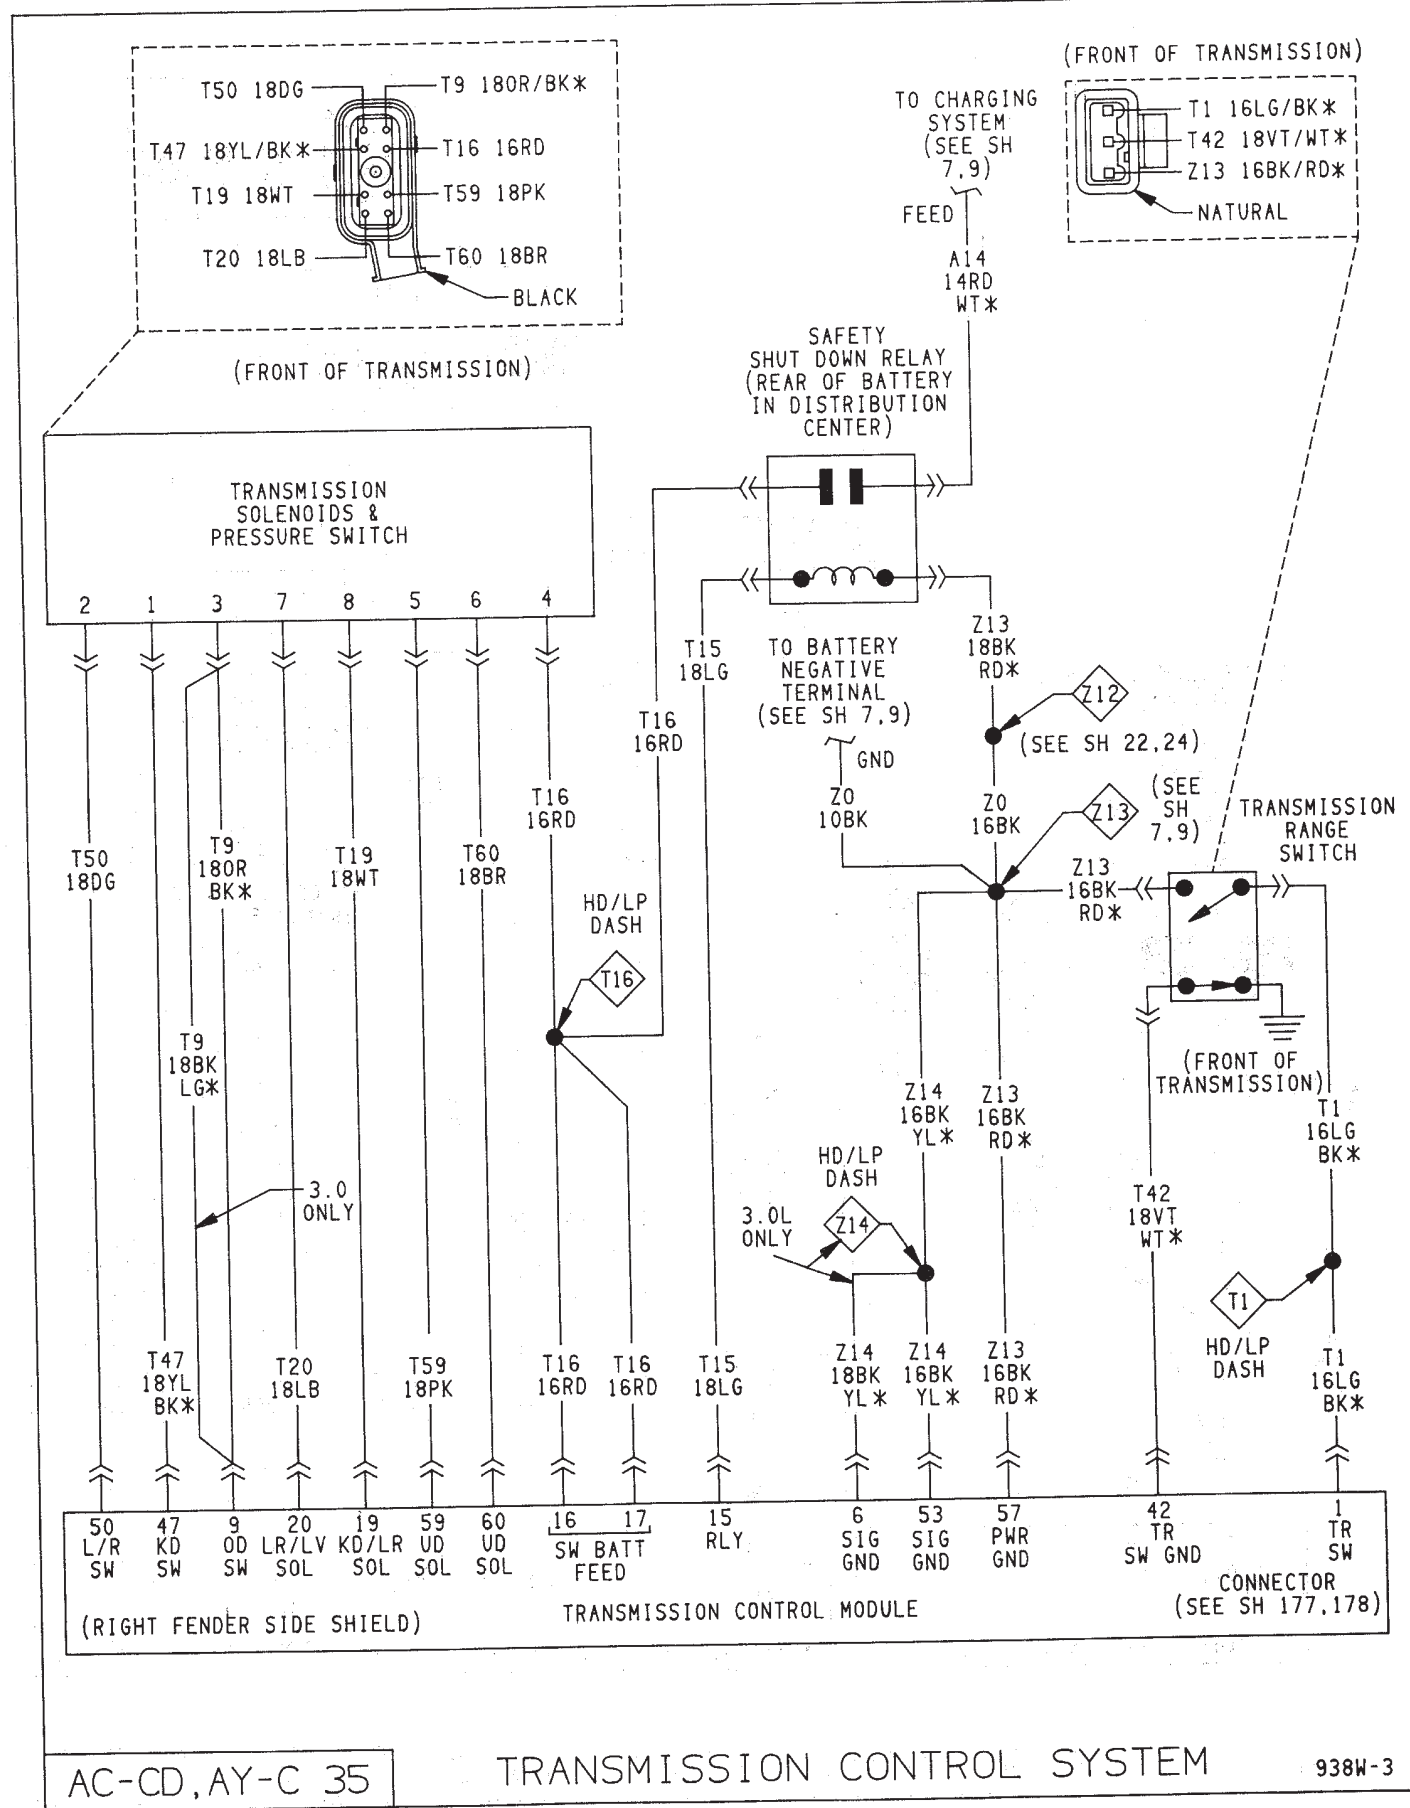 (FRONT OF TRANSMISSION)
T50 18DG
T9 18OR/BK*
T47 18YL/BK*
T16 16RD
T19 18WT
T59 18PK
T20 18LB
T60 18BR
BLACK
(FRONT OF TRANSMISSION)
TO CHARGING
SYSTEM
(SEE SH
7,9)
FEED
A14
14RD
WT*
T1 16LG/BK*
T42 18VT/WT*
Z13 16BK/RD*
NATURAL
SAFETY
SHUT DOWN RELAY
(REAR OF BATTERY
IN DISTRIBUTION
CENTER)
TRANSMISSION
SOLENOIDS &
PRESSURE SWITCH
2 1 3 7 8 5 6 4
T15
18LG
TO BATTERY
NEGATIVE
TERMINAL
(SEE SH 7,9)
GND
Z13
18BK
RD*
Z12
(SEE SH 22,24)
T16
16RD
T16
16RD
Z0
10BK
Z0
16BK
Z13
(SEE
SH
7,9)
TRANSMISSION
RANGE
SWITCH
T50
18DG
T9
18OR
BK*
T19
18WT
T60
18BR
HD/LP
DASH
T16
Z13
16BK
RD*
T9
18BK
LG*
(FRONT OF
TRANSMISSION)
Z14
16BK
YL*
Z13
16BK
RD*
T1
16LG
BK*
3.0
ONLY
HD/LP
DASH
3.0L
ONLY
Z14
T42
18VT
WT*
T1
HD/LP
DASH
T47
18YL
BK*
T20
18LB
T59
18PK
T16
16RD
T16
16RD
T15
18LG
Z14
18BK
YL*
Z14
16BK
YL*
Z13
16BK
RD*
T1
16LG
BK*
50
L/R
SW
47
KD
SW
9
OD
SW
20
LR/LV
SOL
19
KD/LR
SOL
59
UD
SOL
60
UD
SOL
16 17
SW BATT
FEED
15
RLY
6
SIG
GND
53
SIG
GND
57
PWR
GND
42
TR
SW GND
1
TR
SW
CONNECTOR
(SEE SH 177,178)
(RIGHT FENDER SIDE SHIELD)
TRANSMISSION CONTROL MODULE
AC-CD,AY-C 35
TRANSMISSION CONTROL SYSTEM
938W-3